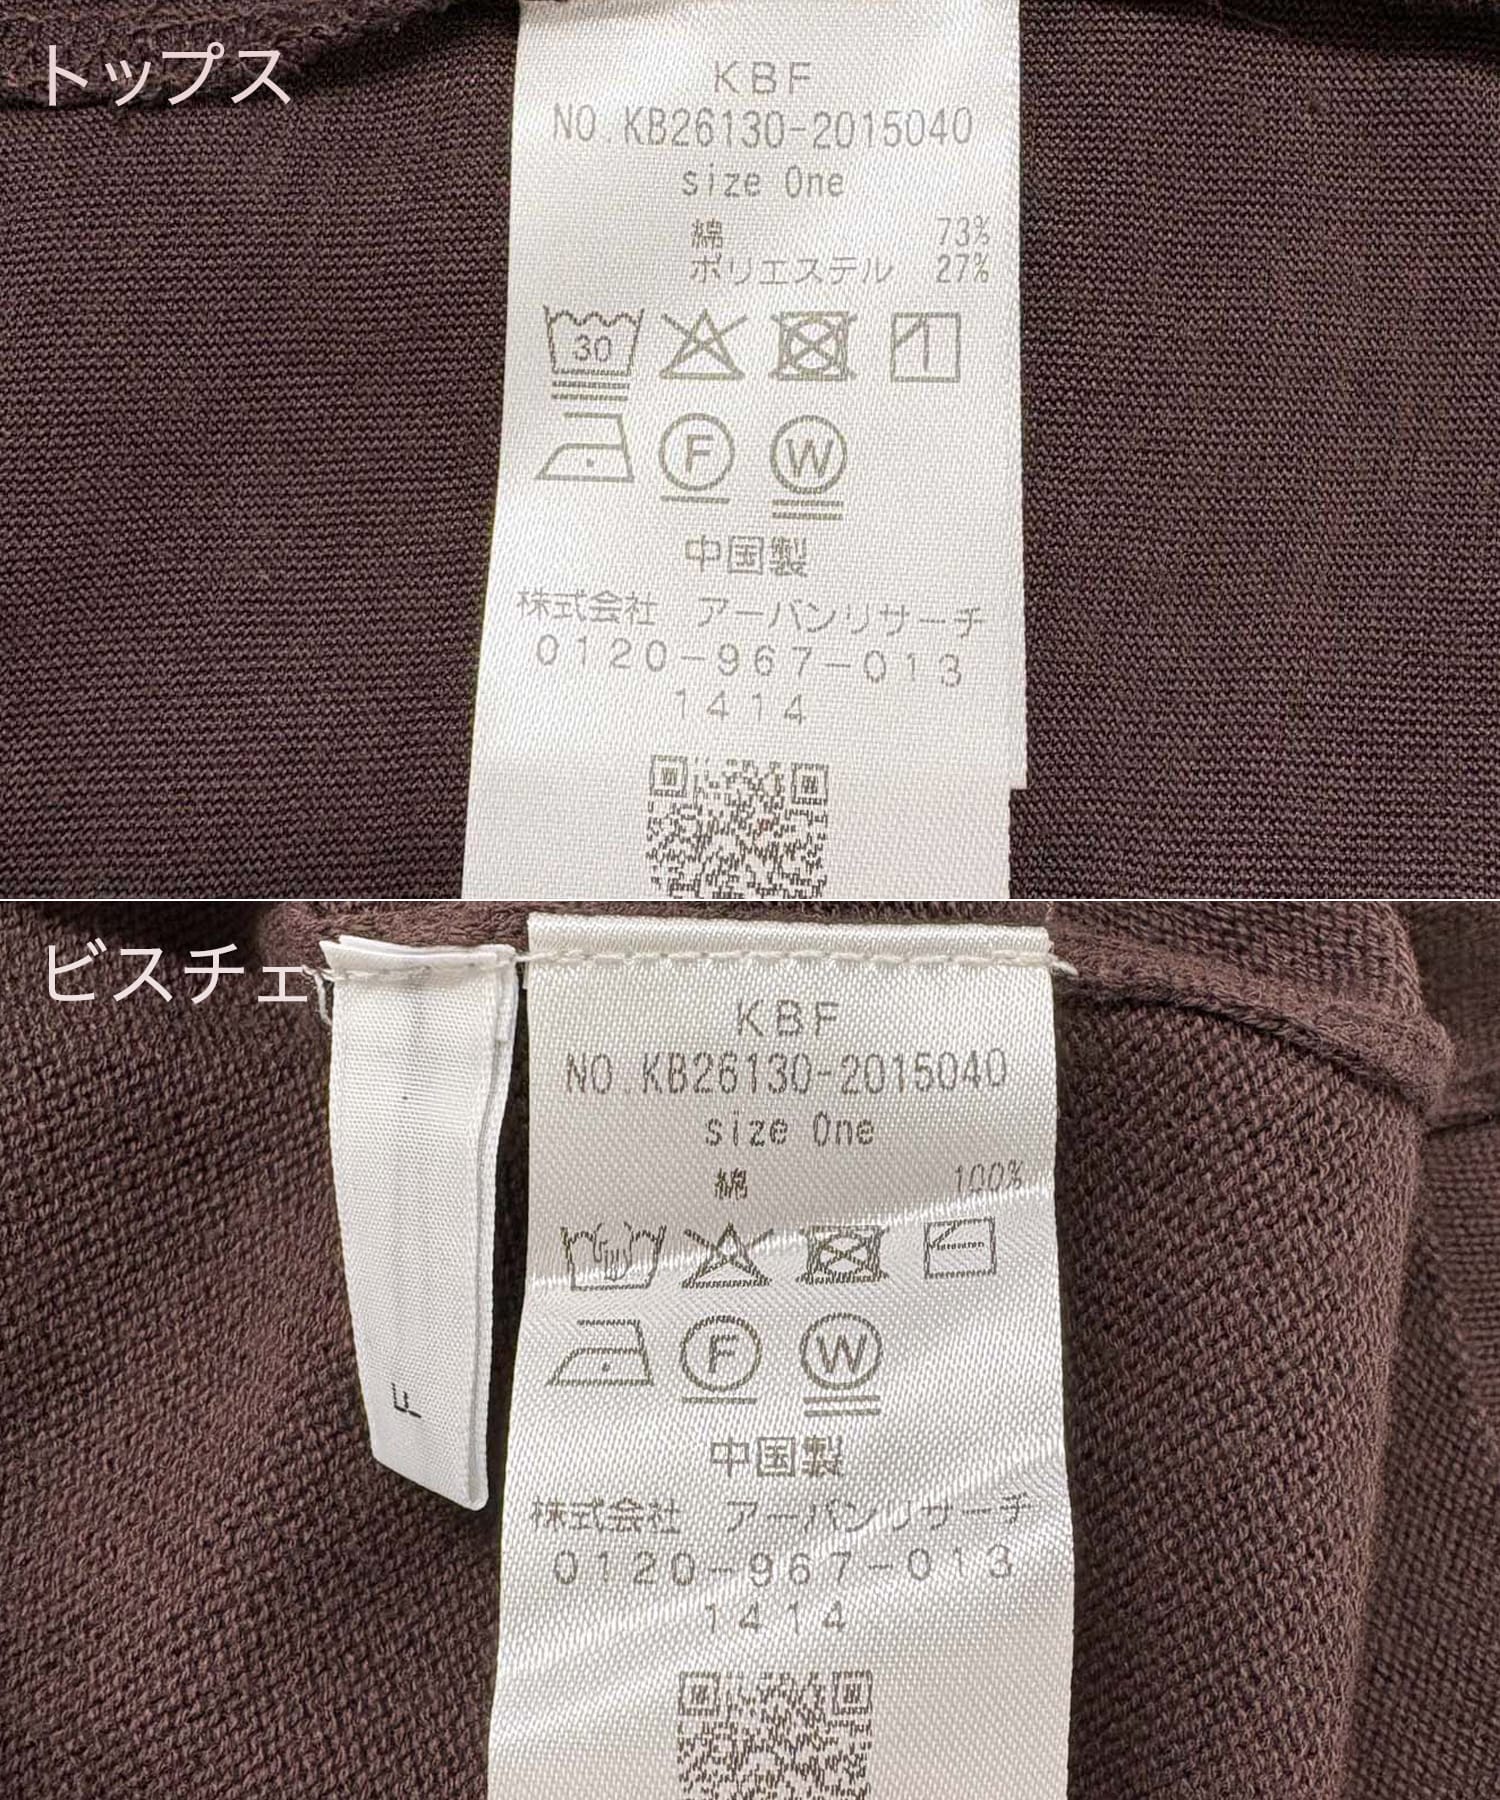 トップス
KBF
NO.KB26130-2015040
size One
綿 73%
ポリエステル 27%
30
F W
中国製
株式会社 アーバンリサーチ
0120-967-013
1414
ビスチェ
KBF
NO.KB26130-2015040
size One
綿 100%
F W
中国製
株式会社 アーバンリサーチ
0120-967-013
1414
F